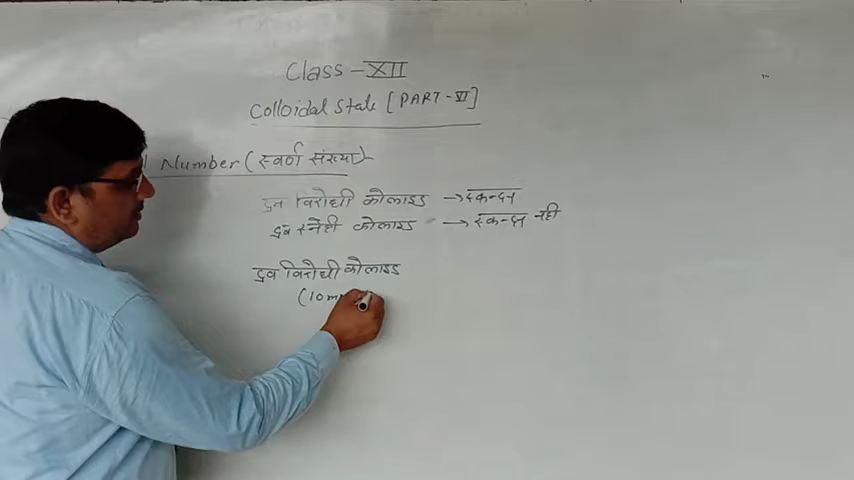 Class - XII
Colloidal State [PART - VI]
Number (स्वर्ण संख्या)-
विरोधी कोलाइड → स्कन्दन
द्रव स्नेही कोलाइड → स्कन्दन नही
द्रव विरोधी कोलाइड
(10m